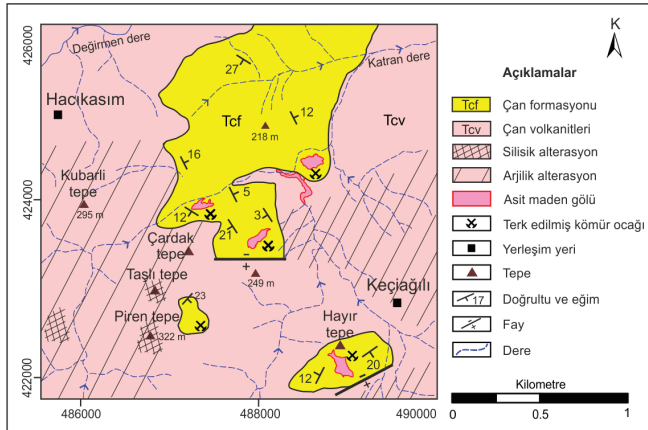 426000
424000
422000
486000
488000
490000
Değirmen dere
Katran dere
27
Hacıkasım
Tcf
12
218 m
Tcv
16
Kubarli
tepe
295 m
5
12
3
21
Çardak
tepe
- 
+
249 m
Taşlı tepe
Keçiağılı
23
Piren tepe
322 m
Hayır
tepe
20
12
-
+
K
Açıklamalar
Tcf
Çan formasyonu
Tcv
Çan volkanitleri
Silisik alterasyon
Arjilik alterasyon
Asit maden gölü
Terk edilmiş kömür ocağı
Yerleşim yeri
Tepe
17
Doğrultu ve eğim
- +
Fay
Dere
Kilometre
0
0.5
1